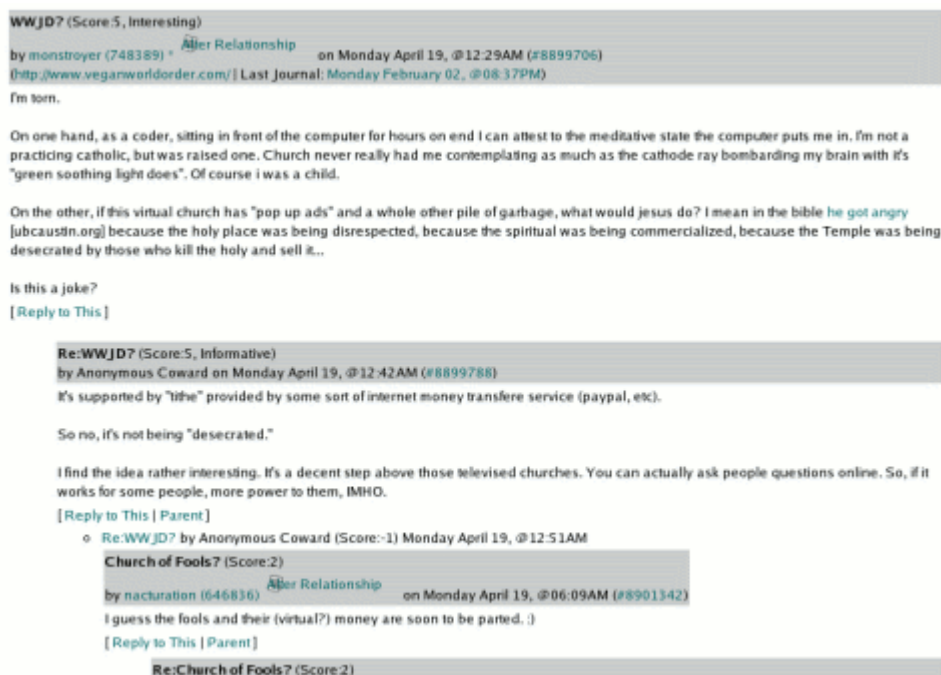 WWJD? (Score:5, Interesting)
by monstroyer (748389) * Alter Relationship on Monday April 19, @12:29AM (#8899706)
(http://www.veganworldorder.com/ | Last Journal: Monday February 02, @08:37PM)
I'm torn.
On one hand, as a coder, sitting in front of the computer for hours on end I can attest to the meditative state the computer puts me in. I'm not a
practicing catholic, but was raised one. Church never really had me contemplating as much as the cathode ray bombarding my brain with it's
"green soothing light does". Of course i was a child.
On the other, if this virtual church has "pop up ads" and a whole other pile of garbage, what would jesus do? I mean in the bible he got angry
[ubcaustin.org] because the holy place was being disrespected, because the spiritual was being commercialized, because the Temple was being
desecrated by those who kill the holy and sell it...
Is this a joke?
[ Reply to This ]
Re:WWJD? (Score:5, Informative)
by Anonymous Coward on Monday April 19, @12:42AM (#8899788)
It's supported by "tithe" provided by some sort of internet money transfere service (paypal, etc).
So no, it's not being "desecrated."
I find the idea rather interesting. It's a decent step above those televised churches. You can actually ask people questions online. So, if it
works for some people, more power to them, IMHO.
[ Reply to This | Parent ]
Re:WWJD? by Anonymous Coward (Score:-1) Monday April 19, @12:51AM
Church of Fools? (Score:2)
by nacturation (646836) Alter Relationship on Monday April 19, @06:09AM (#8901342)
I guess the fools and their (virtual?) money are soon to be parted. :)
[ Reply to This | Parent ]
Re:Church of Fools? (Score:2)